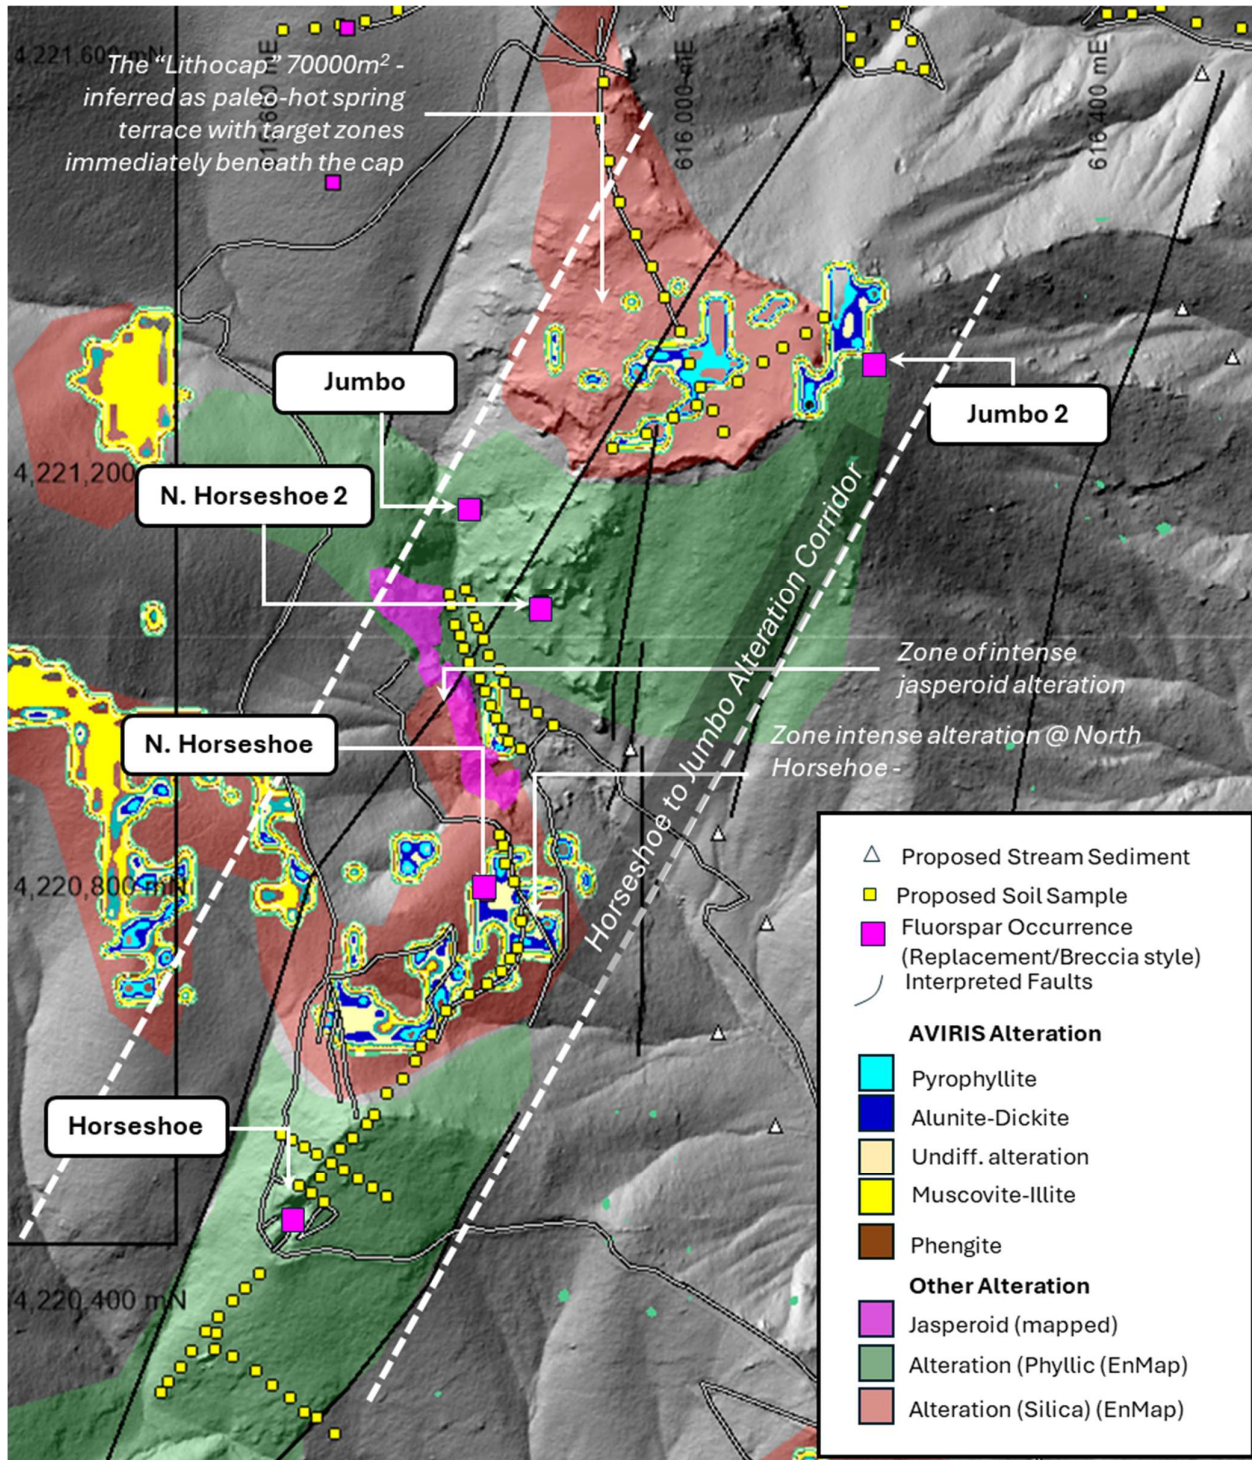 4,221,600 mN
The “Lithocap” 70000m² -
inferred as paleo-hot spring
terrace with target zones
immediately beneath the cap
616,000 mE
616,400 mE
Jumbo
Jumbo 2
4,221,200
N. Horseshoe 2
Horseshoe to Jumbo Alteration Corridor
Zone of intense
jasperoid alteration
N. Horseshoe
Zone intense alteration @ North
Horsehoe -
4,220,800 mN
Horseshoe
4,220,400 mN
Proposed Stream Sediment
Proposed Soil Sample
Fluorspar Occurrence
(Replacement/Breccia style)
Interpreted Faults
AVIRIS Alteration
Pyrophyllite
Alunite-Dickite
Undiff. alteration
Muscovite-Illite
Phengite
Other Alteration
Jasperoid (mapped)
Alteration (Phyllic (EnMap)
Alteration (Silica) (EnMap)